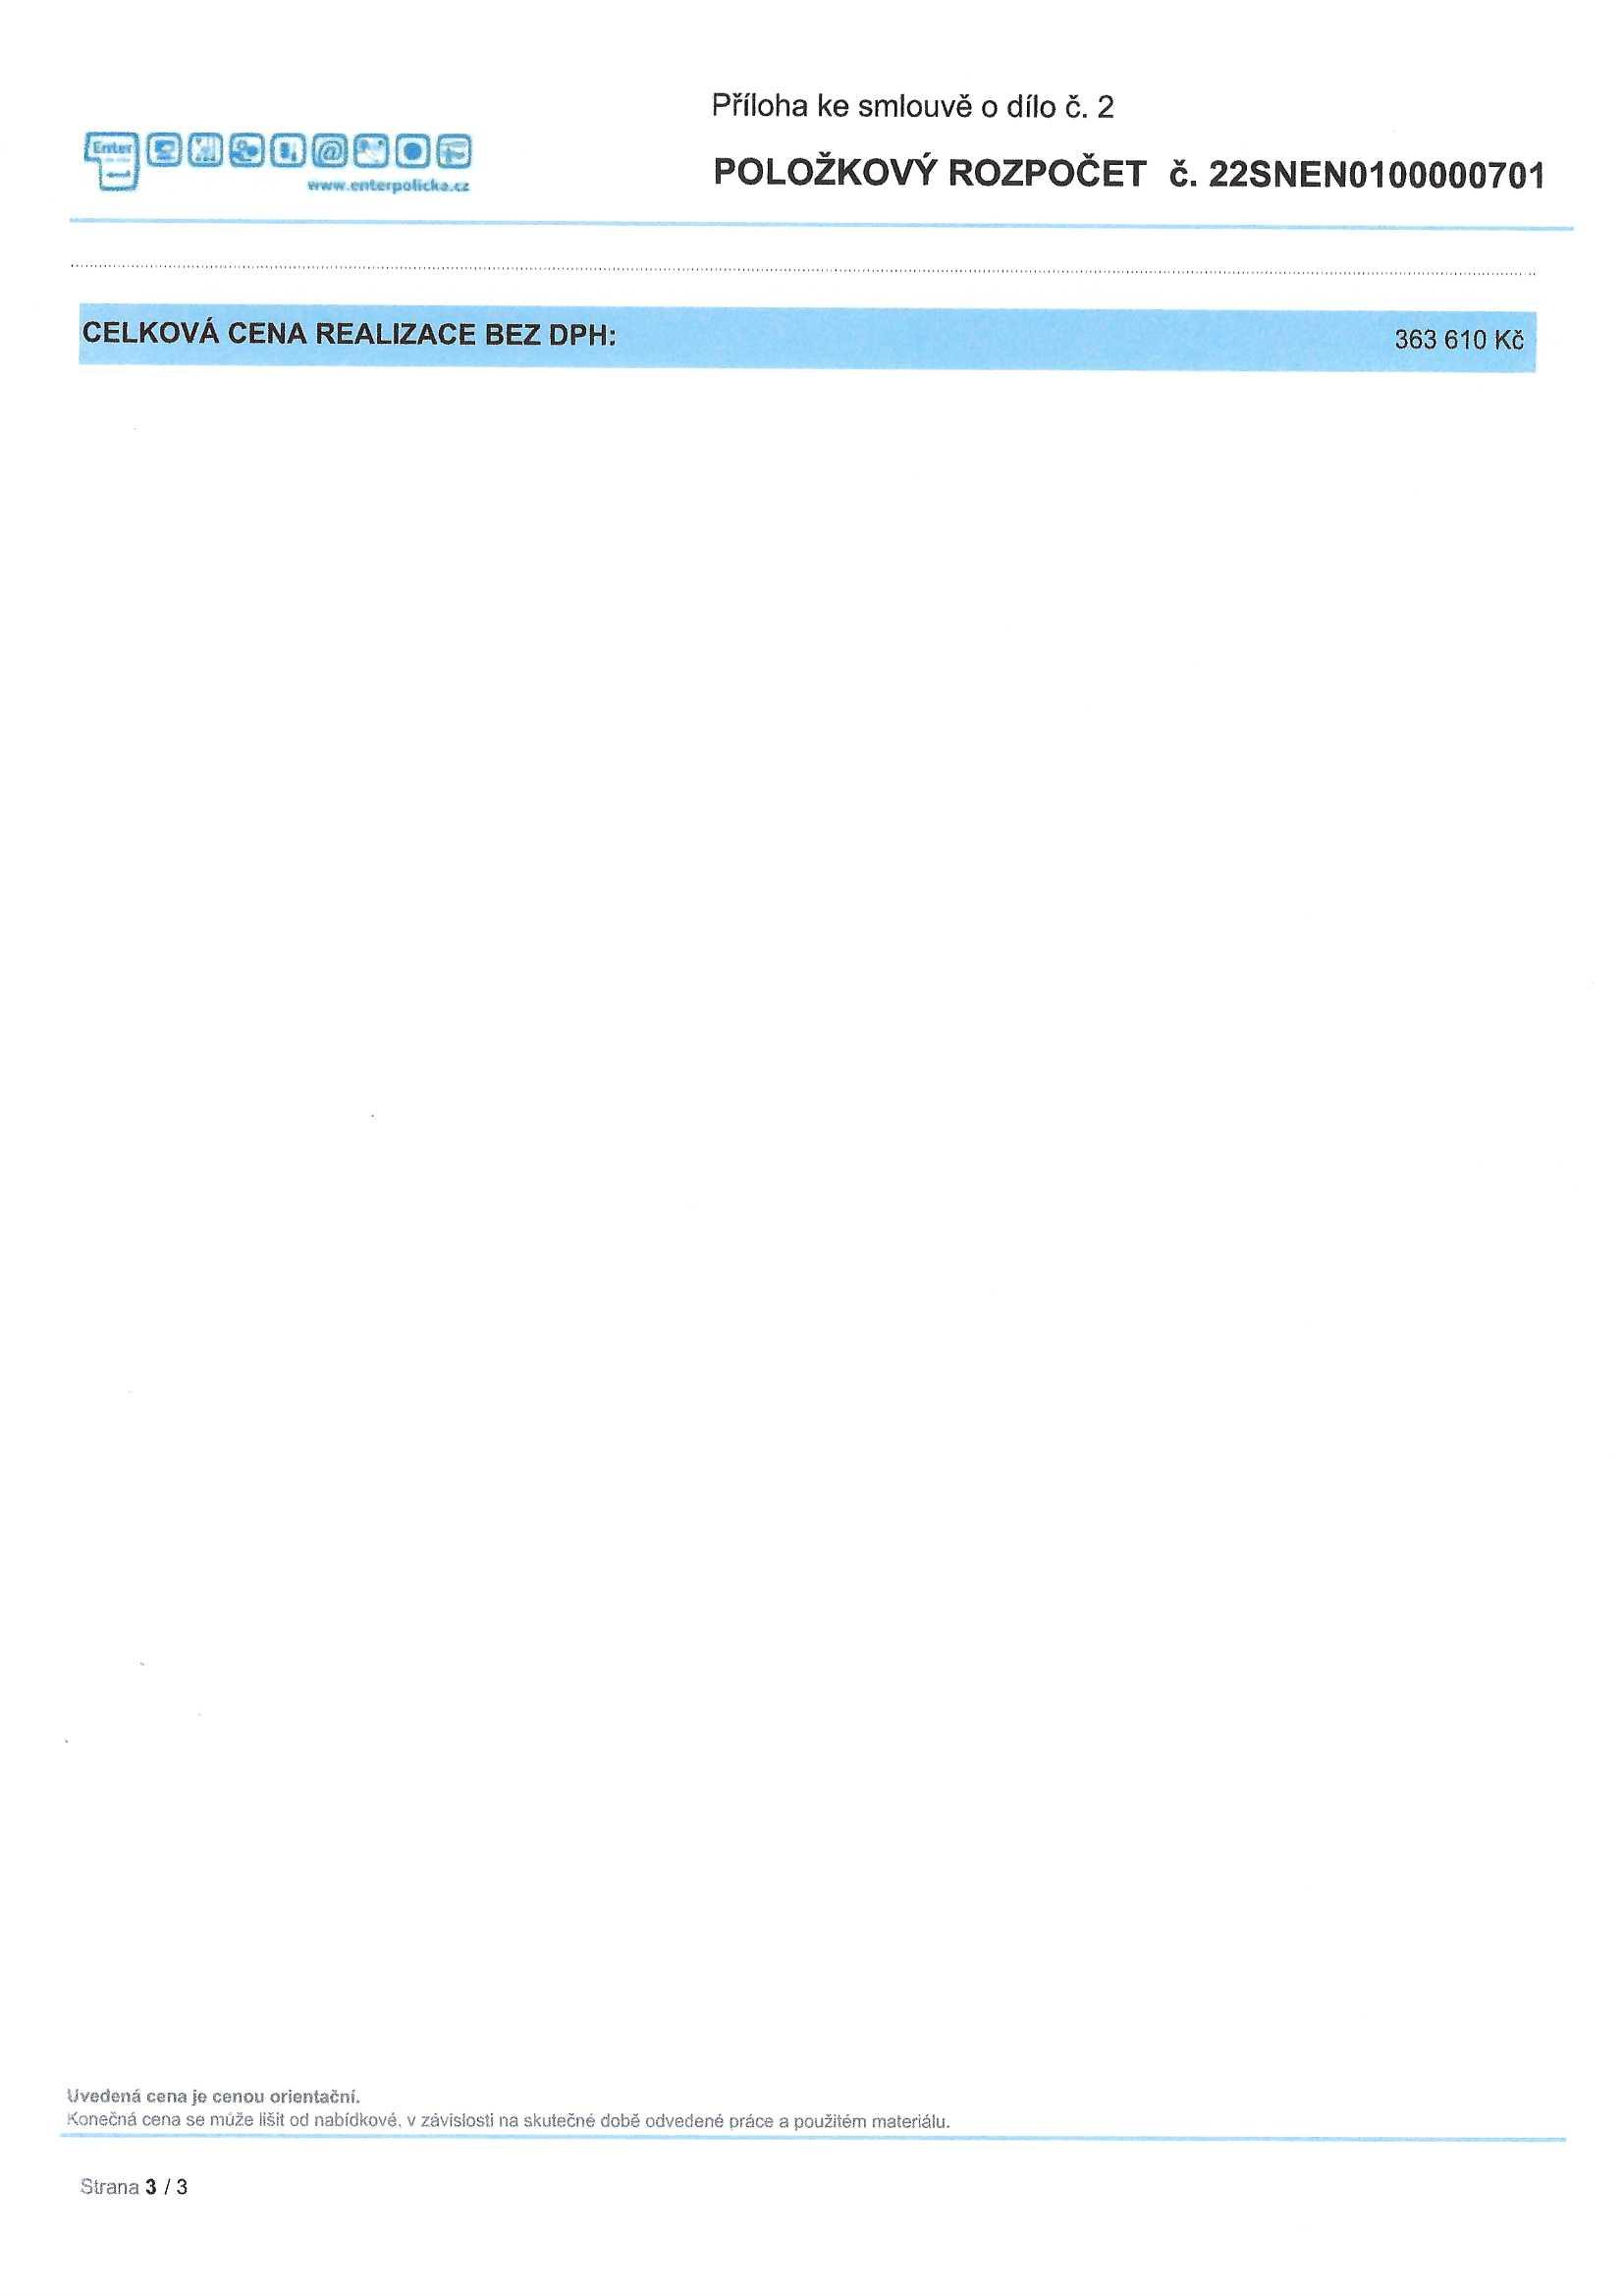 Příloha ke smlouvě o dílo č. 2
Enter
www.enterpolicka.cz
POLOŽKOVÝ ROZPOČET č. 22SNEN0100000701
CELKOVÁ CENA REALIZACE BEZ DPH: 363 610 Kč
Uvedená cena je cenou orientační.
Konečná cena se může lišit od nabídkové, v závislosti na skutečné době odvedené práce a použitém materiálu.
Strana 3 / 3